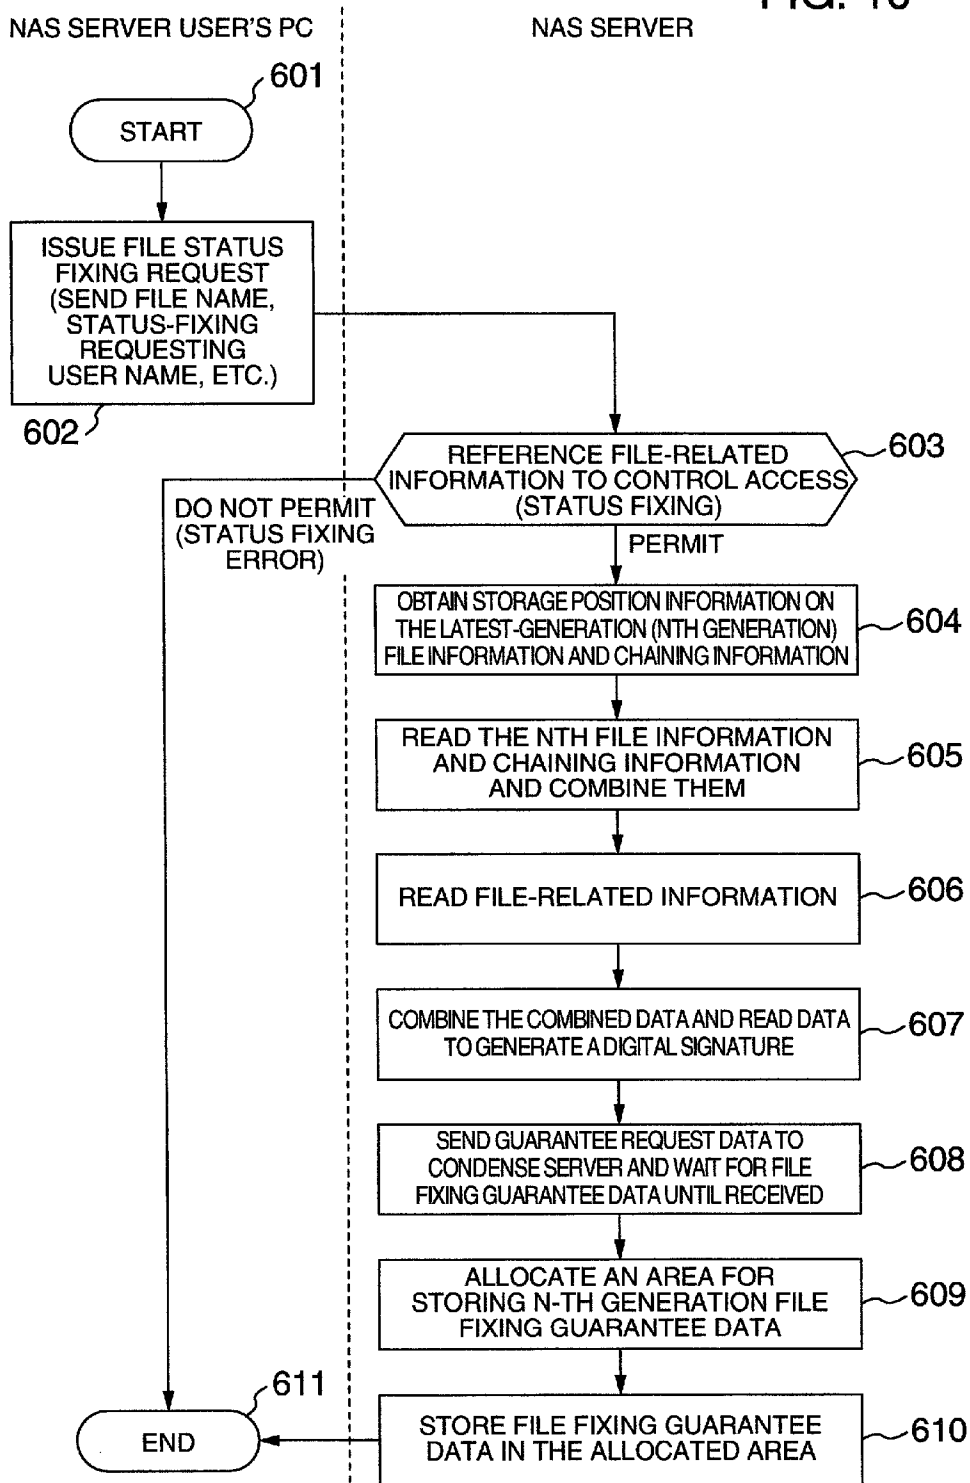 NAS SERVER USER'S PC
NAS SERVER
601
START
ISSUE FILE STATUS
FIXING REQUEST
(SEND FILE NAME,
STATUS-FIXING
REQUESTING
USER NAME, ETC.)
602
REFERENCE FILE-RELATED
INFORMATION TO CONTROL ACCESS
(STATUS FIXING)
603
DO NOT PERMIT
(STATUS FIXING
ERROR)
PERMIT
OBTAIN STORAGE POSITION INFORMATION ON
THE LATEST-GENERATION (NTH GENERATION)
FILE INFORMATION AND CHAINING INFORMATION
604
READ THE NTH FILE INFORMATION
AND CHAINING INFORMATION
AND COMBINE THEM
605
READ FILE-RELATED INFORMATION
606
COMBINE THE COMBINED DATA AND READ DATA
TO GENERATE A DIGITAL SIGNATURE
607
SEND GUARANTEE REQUEST DATA TO
CONDENSE SERVER AND WAIT FOR FILE
FIXING GUARANTEE DATA UNTIL RECEIVED
608
ALLOCATE AN AREA FOR
STORING N-TH GENERATION FILE
FIXING GUARANTEE DATA
609
STORE FILE FIXING GUARANTEE
DATA IN THE ALLOCATED AREA
610
611
END